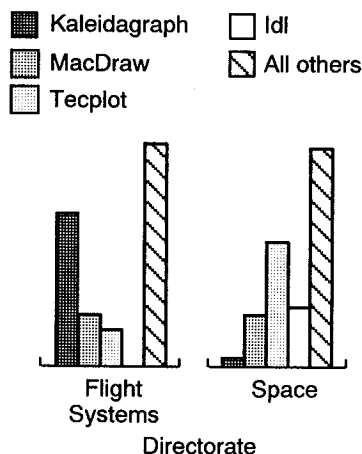 Kaleidagraph
Idl
MacDraw
All others
Tecplot
Flight
Systems
Space
Directorate